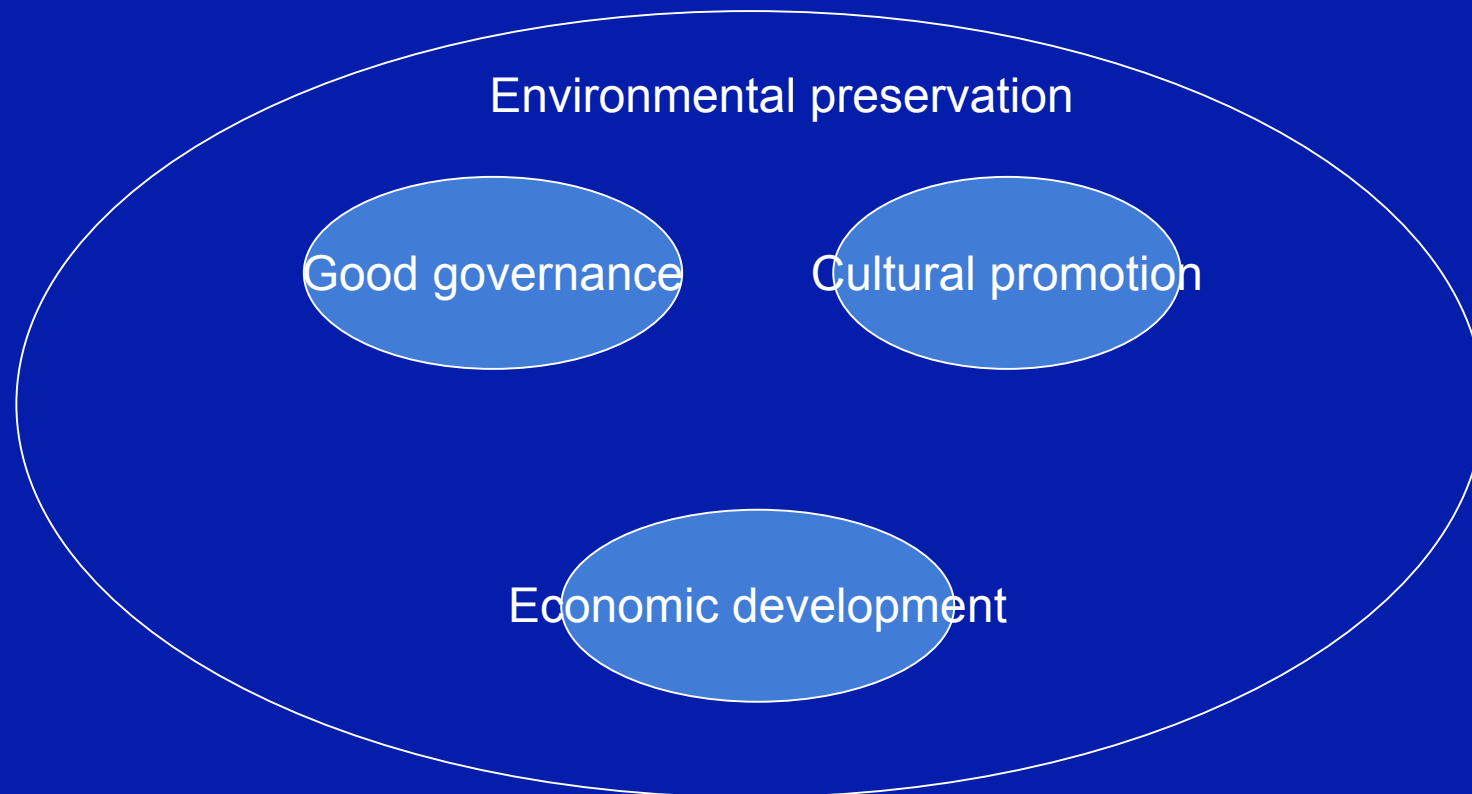 Environmental preservation
Good governance
Cultural promotion
Economic development